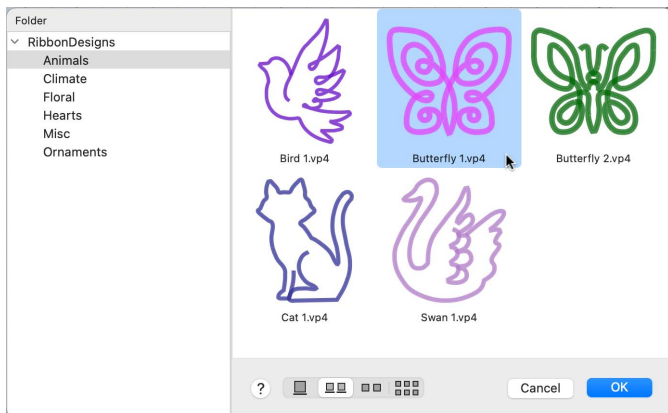 Folder
RibbonDesigns
Animals
Climate
Floral
Hearts
Misc
Ornaments
Bird 1.vp4
Butterfly 1.vp4
Butterfly 2.vp4
Cat 1.vp4
Swan 1.vp4
?
Cancel
OK